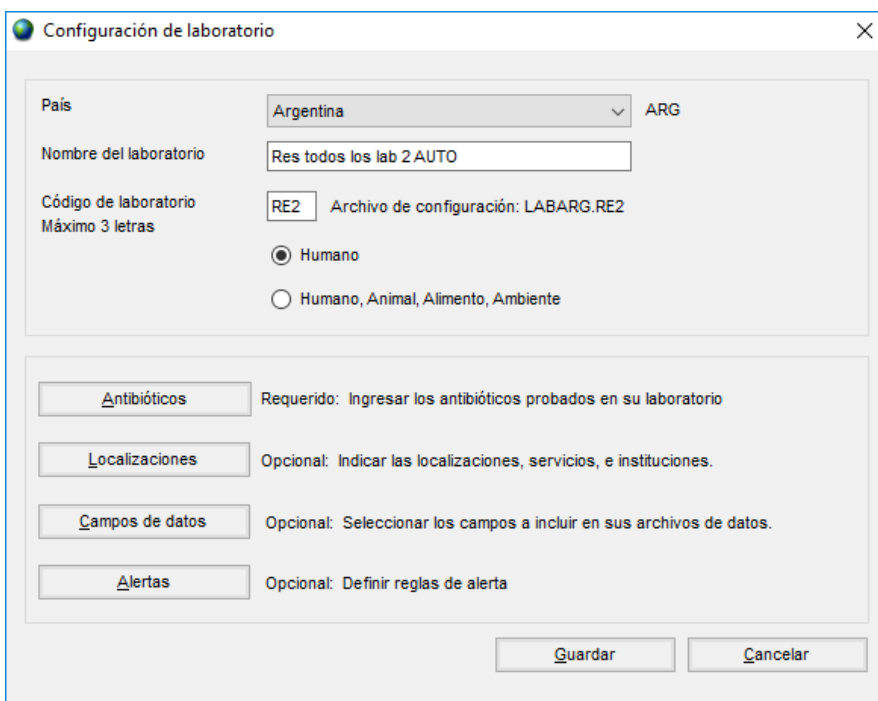 Configuración de laboratorio
País
Argentina
ARG
Nombre del laboratorio
Res todos los lab 2 AUTO
Código de laboratorio
Máximo 3 letras
RE2
Archivo de configuración: LABARG.RE2
Humano
Humano, Animal, Alimento, Ambiente
Antibióticos
Requerido: Ingresar los antibióticos probados en su laboratorio
Localizaciones
Opcional: Indicar las localizaciones, servicios, e instituciones.
Campos de datos
Opcional: Seleccionar los campos a incluir en sus archivos de datos.
Alertas
Opcional: Definir reglas de alerta
Guardar
Cancelar